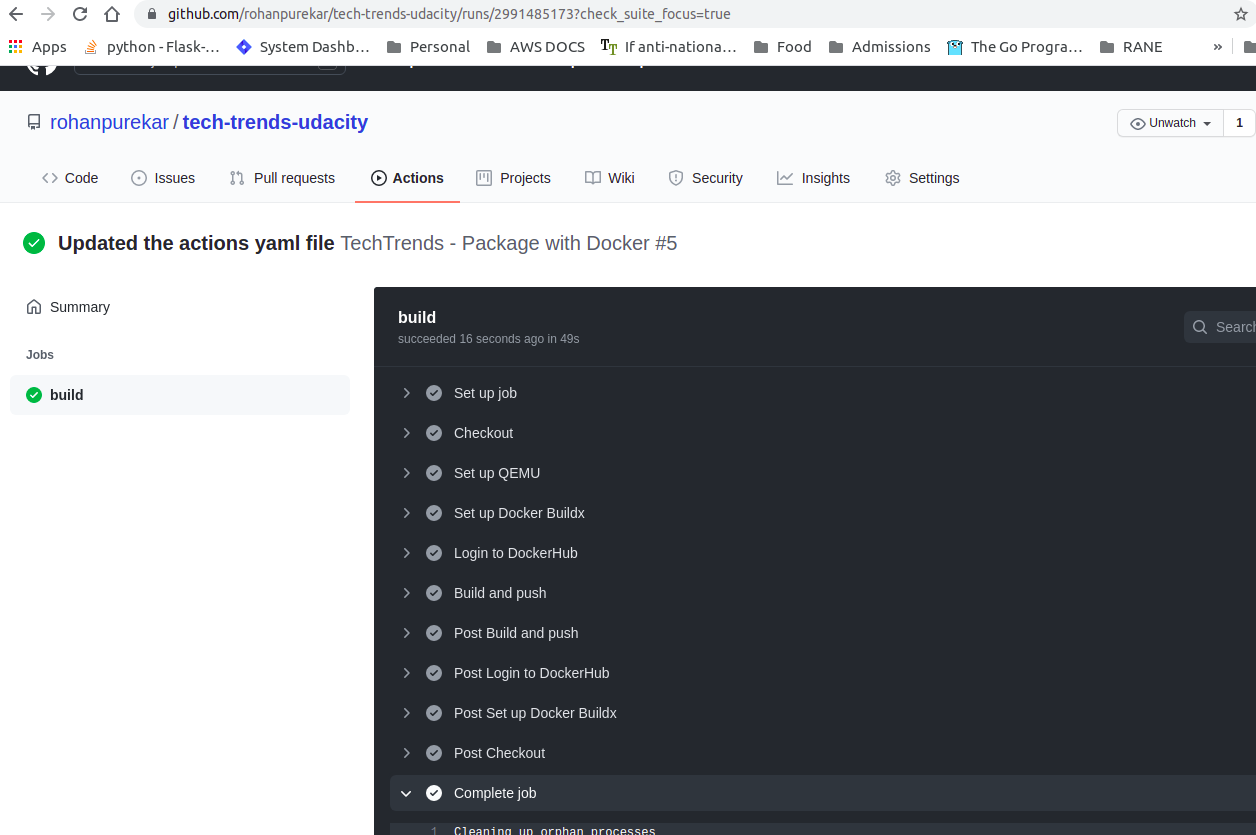 github.com/rohanpurekar/tech-trends-udacity/runs/2991485173?check_suite_focus=true
Apps python - Flask-... System Dashb... Personal AWS DOCS If anti-nationa... Food Admissions The Go Progra... RANE »
rohanpurekar / tech-trends-udacity
Unwatch 1
Code Issues Pull requests Actions Projects Wiki Security Insights Settings
Updated the actions yaml file TechTrends - Package with Docker #5
Summary
Jobs
build
build
succeeded 16 seconds ago in 49s
Search
Set up job
Checkout
Set up QEMU
Set up Docker Buildx
Login to DockerHub
Build and push
Post Build and push
Post Login to DockerHub
Post Set up Docker Buildx
Post Checkout
Complete job
1 Cleaning up orphan processes